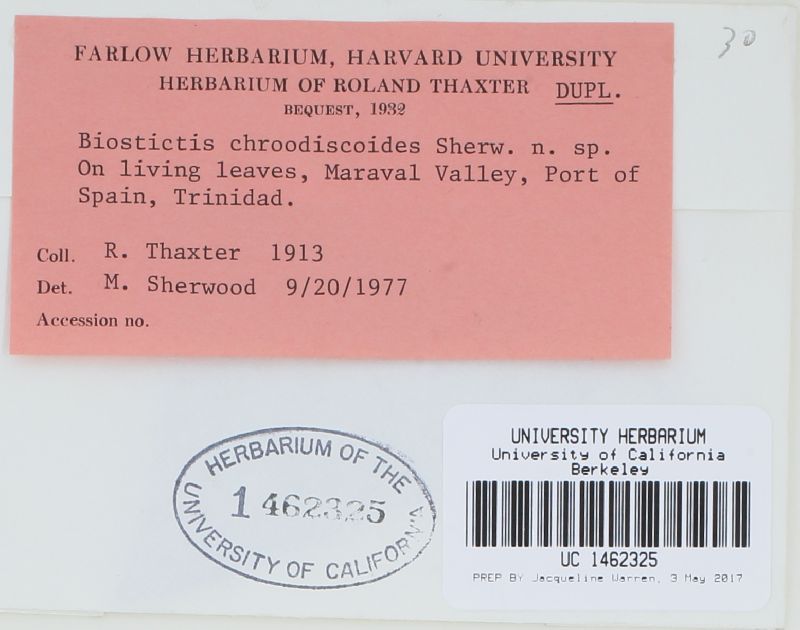 30
FARLOW HERBARIUM, HARVARD UNIVERSITY
HERBARIUM OF ROLAND THAXTER DUPL.
BEQUEST, 1932
Biostictis chroodiscoides Sherw. n. sp.
On living leaves, Maraval Valley, Port of
Spain, Trinidad.
Coll. R. Thaxter 1913
Det. M. Sherwood 9/20/1977
Accession no.
HERBARIUM OF THE
1462325
UNIVERSITY OF CALIFORNIA
UNIVERSITY HERBARIUM
University of California
Berkeley
UC 1462325
PREP BY Jacqueline Warren, 3 May 2017